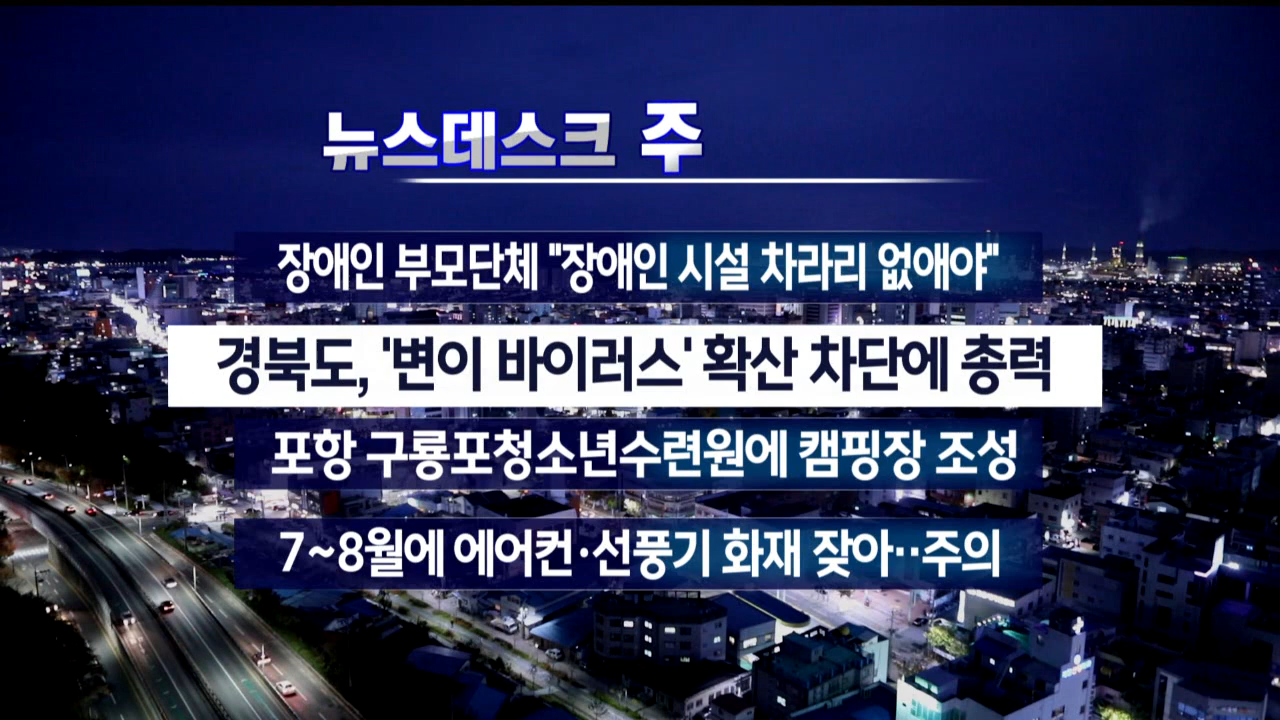 뉴스데스크 주
장애인 부모단체 "장애인 시설 차라리 없애야"
경북도, '변이 바이러스' 확산 차단에 총력
포항 구룡포청소년수련원에 캠핑장 조성
7~8월에 에어컨·선풍기 화재 잦아··주의